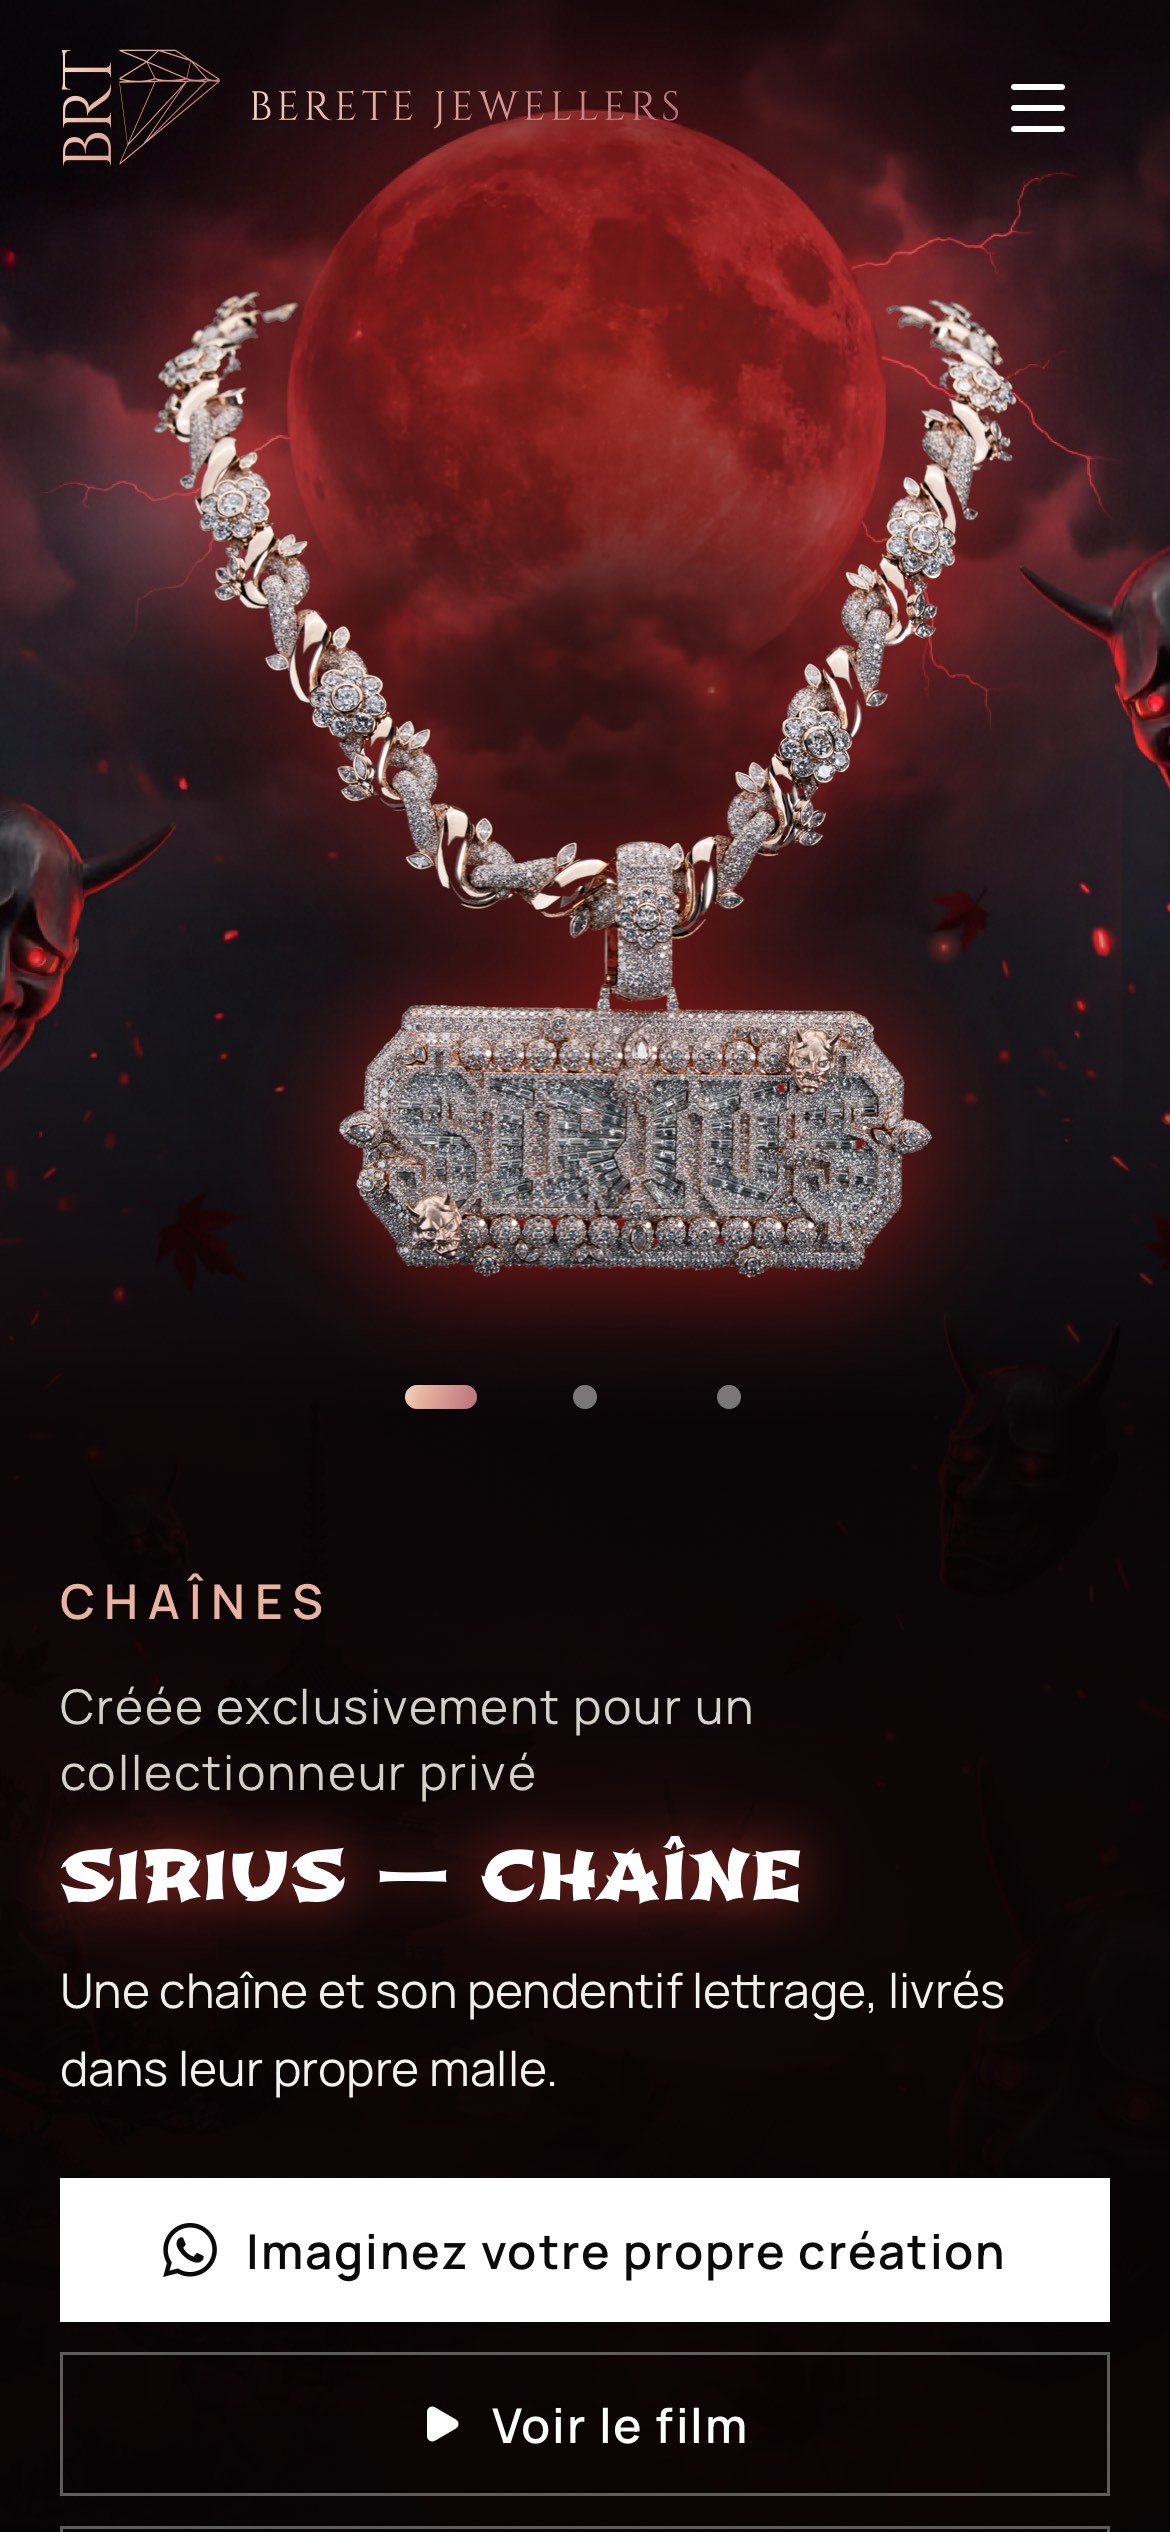 BRT
BERETE JEWELLERS
SIRIUS
CHAÎNES
Créée exclusivement pour un
collectionneur privé
SIRIUS — CHAÎNE
Une chaîne et son pendentif lettrage, livrés
dans leur propre malle.
Imaginez votre propre création
Voir le film